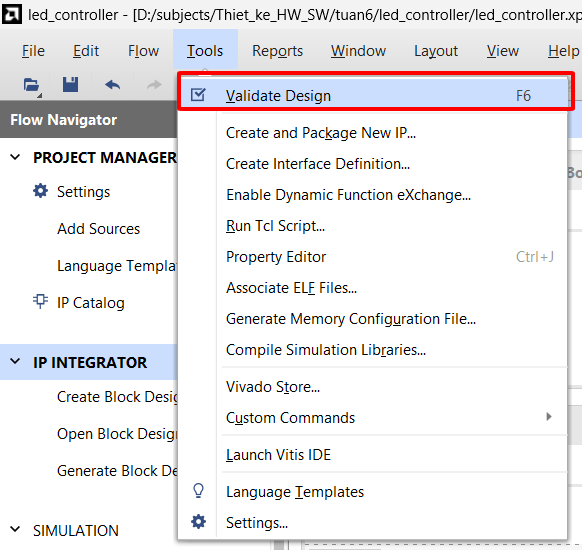 led_controller - [D:/subjects/Thiet_ke_HW_SW/tuan6/led_controller/led_controller.xp
File Edit Flow Tools Reports Window Layout View Help
Validate Design F6
Flow Navigator
Create and Package New IP...
PROJECT MANAGER
Create Interface Definition...
Bo
Settings
Enable Dynamic Function eXchange...
Add Sources
Run Tcl Script...
Language Templa
Property Editor Ctrl+J
IP Catalog
Associate ELF Files...
Generate Memory Configuration File...
Compile Simulation Libraries...
IP INTEGRATOR
Vivado Store...
Create Block Desig
Custom Commands
Open Block Design
Launch Vitis IDE
Generate Block De
Language Templates
Settings...
SIMULATION